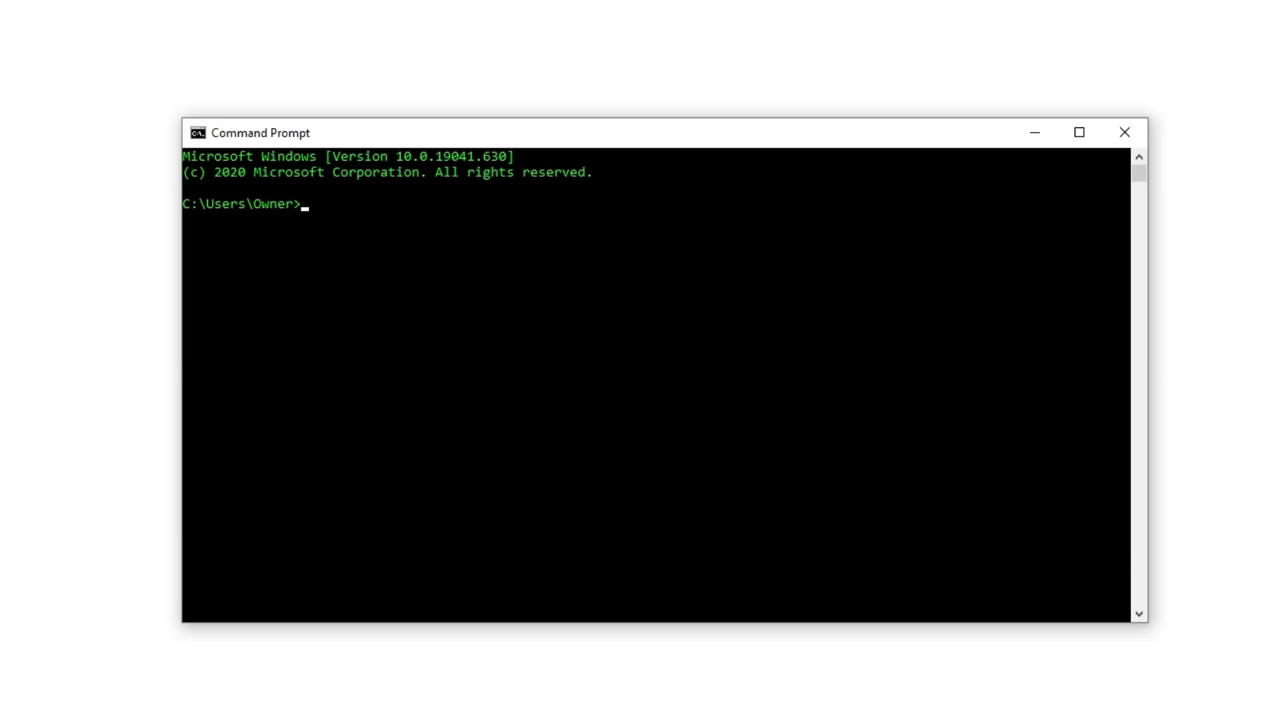 Command Prompt
Microsoft Windows [Version 10.0.19041.630]
(c) 2020 Microsoft Corporation. All rights reserved.
C:\Users\Owner>